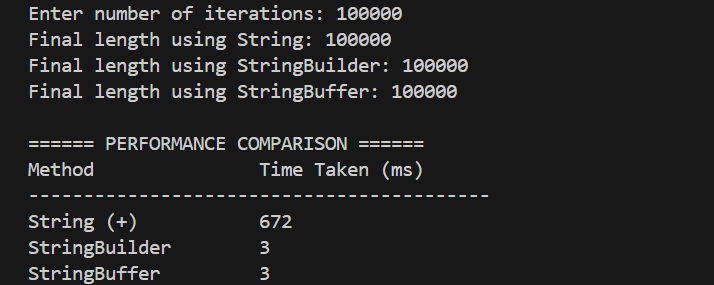 Enter number of iterations: 100000
Final length using String: 100000
Final length using StringBuilder: 100000
Final length using StringBuffer: 100000
====== PERFORMANCE COMPARISON ======
Method Time Taken (ms)
------------------------------------------
String (+) 672
StringBuilder 3
StringBuffer 3